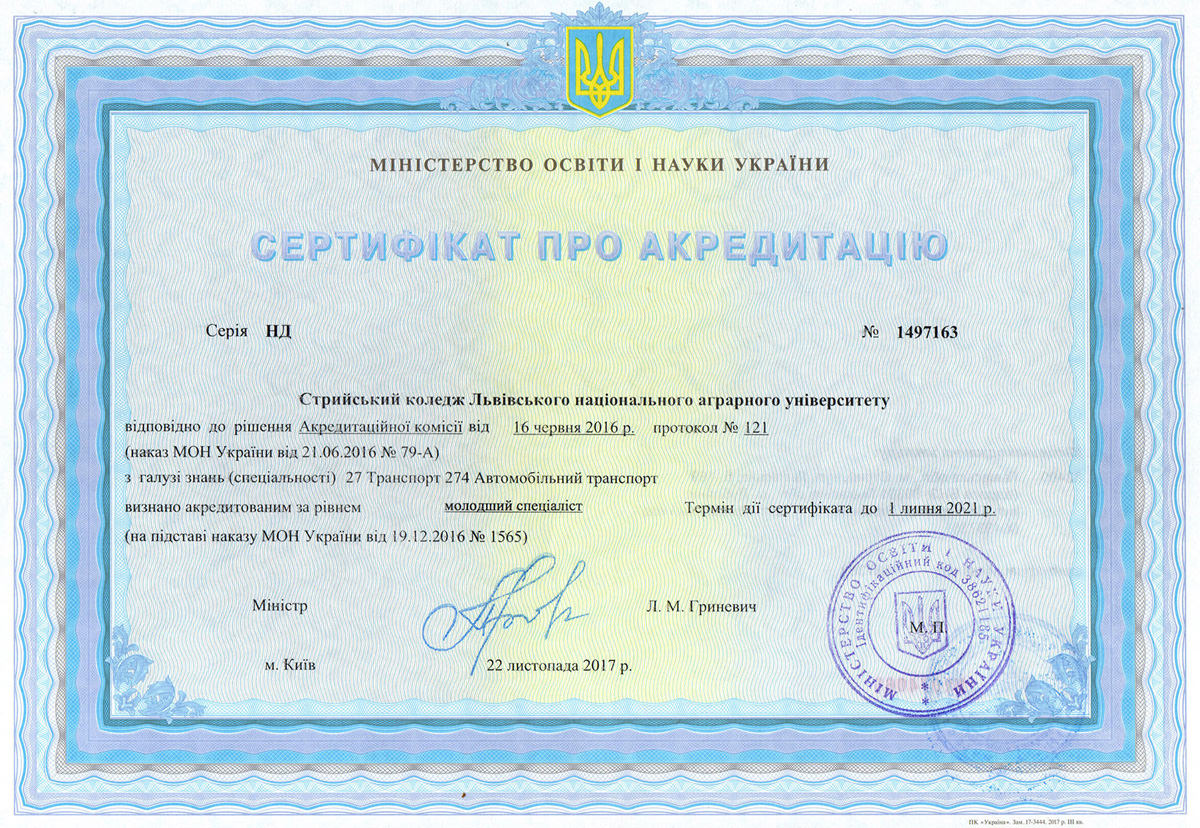 МІНІСТЕРСТВО ОСВІТИ І НАУКИ УКРАЇНИ
СЕРТИФІКАТ ПРО АКРЕДИТАЦІЮ
Серія НД № 1497163
Стрийський коледж Львівського національного аграрного університету
відповідно до рішення Акредитаційної комісії від 16 червня 2016 р. протокол № 121
(наказ МОН України від 21.06.2016 № 79-А)
з галузі знань (спеціальності) 27 Транспорт 274 Автомобільний транспорт
визнано акредитованим за рівнем молодший спеціаліст Термін дії сертифіката до 1 липня 2021 р.
(на підставі наказу МОН України від 19.12.2016 № 1565)
Міністр Л. М. Гриневич
м. Київ 22 листопада 2017 р.
МІНІСТЕРСТВО ОСВІТИ І НАУКИ УКРАЇНИ
Ідентифікаційний код 38621185
М. П.
ПК «Україна». Зам. 17-3444. 2017 р. ІІІ кв.